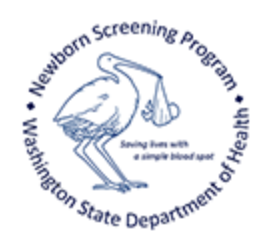 Newborn Screening Program
Saving lives with
a simple blood spot
Washington State Department of Health